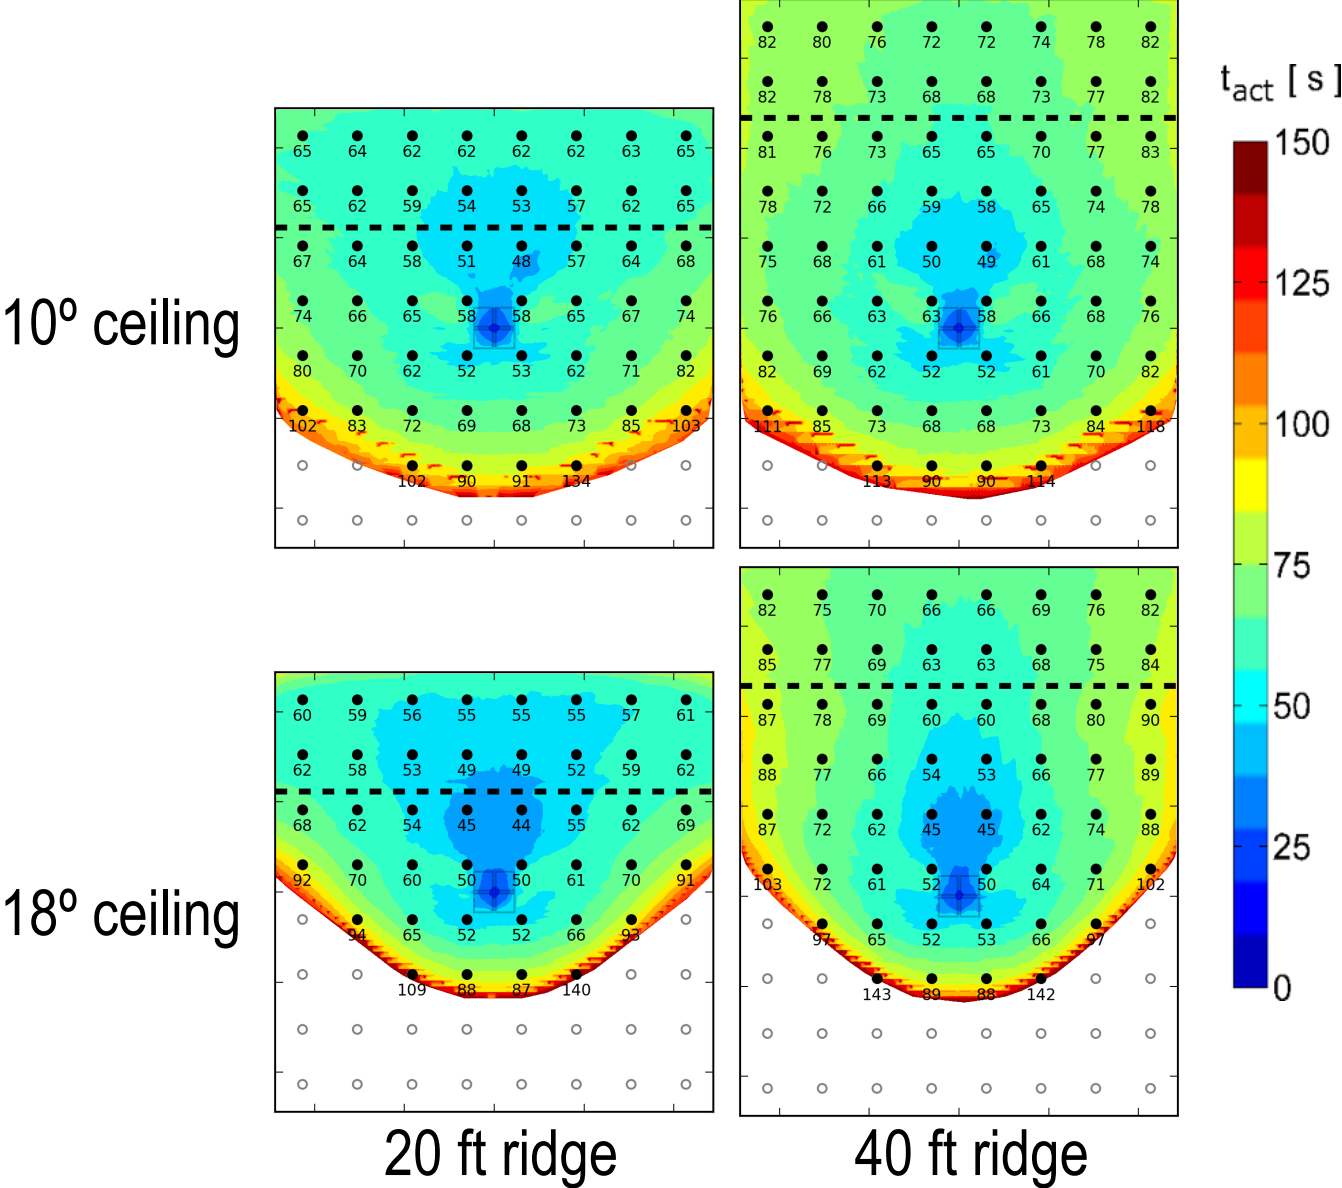 82 80 76 72 72 74 78 82
t_act [ s ]
82 78 73 68 68 73 77 82
150
65 64 62 62 62 62 63 65
81 76 73 65 65 70 77 83
65 62 59 54 53 57 62 65
78 72 66 59 58 65 74 78
67 64 58 51 48 57 64 68
75 68 61 50 49 61 68 74
125
10º ceiling
74 66 65 58 58 65 67 74
76 66 63 63 58 66 68 76
80 70 62 52 53 62 71 82
82 69 62 52 52 61 70 82
102 83 72 69 68 73 85 103
111 85 73 68 68 73 84 118
100
102 90 91 134
113 90 90 114
75
82 75 70 66 66 69 76 82
85 77 69 63 63 68 75 84
50
60 59 56 55 55 55 57 61
87 78 69 60 60 68 80 90
62 58 53 49 49 52 59 62
88 77 66 54 53 66 77 89
68 62 54 45 44 55 62 69
87 72 62 45 45 62 74 88
25
92 70 60 50 50 61 70 91
103 72 61 52 50 64 71 102
18º ceiling
94 65 52 52 66 93
97 65 52 53 66 97
109 88 87 140
143 89 88 142
0
20 ft ridge
40 ft ridge